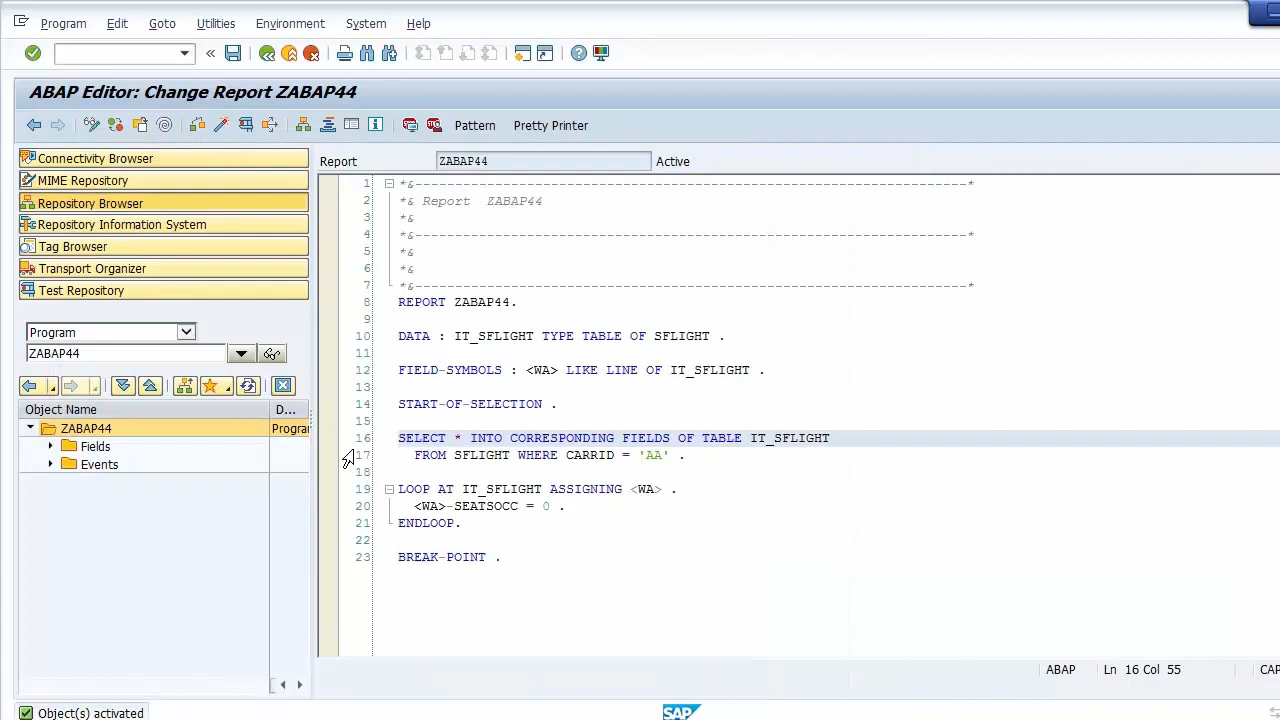 Program Edit Goto Utilities Environment System Help
«
ABAP Editor: Change Report ZABAP44
Pattern Pretty Printer
Connectivity Browser
MIME Repository
Repository Browser
Repository Information System
Tag Browser
Transport Organizer
Test Repository
Program
ZABAP44
Object Name D...
ZABAP44 Program
Fields
Events
Report ZABAP44 Active
1 *&---------------------------------------------------------------------*
2 *& Report  ZABAP44
3 *&
4 *&---------------------------------------------------------------------*
5 *&
6 *&
7 *&---------------------------------------------------------------------*
8 REPORT ZABAP44.
9
10 DATA : IT_SFLIGHT TYPE TABLE OF SFLIGHT .
11
12 FIELD-SYMBOLS : <WA> LIKE LINE OF IT_SFLIGHT .
13
14 START-OF-SELECTION .
15
16 SELECT * INTO CORRESPONDING FIELDS OF TABLE IT_SFLIGHT
17 FROM SFLIGHT WHERE CARRID = 'AA' .
18
19 LOOP AT IT_SFLIGHT ASSIGNING <WA> .
20 <WA>-SEATSOCC = 0 .
21 ENDLOOP.
22
23 BREAK-POINT .
ABAP Ln 16 Col 55 CAP
Object(s) activated
SAP